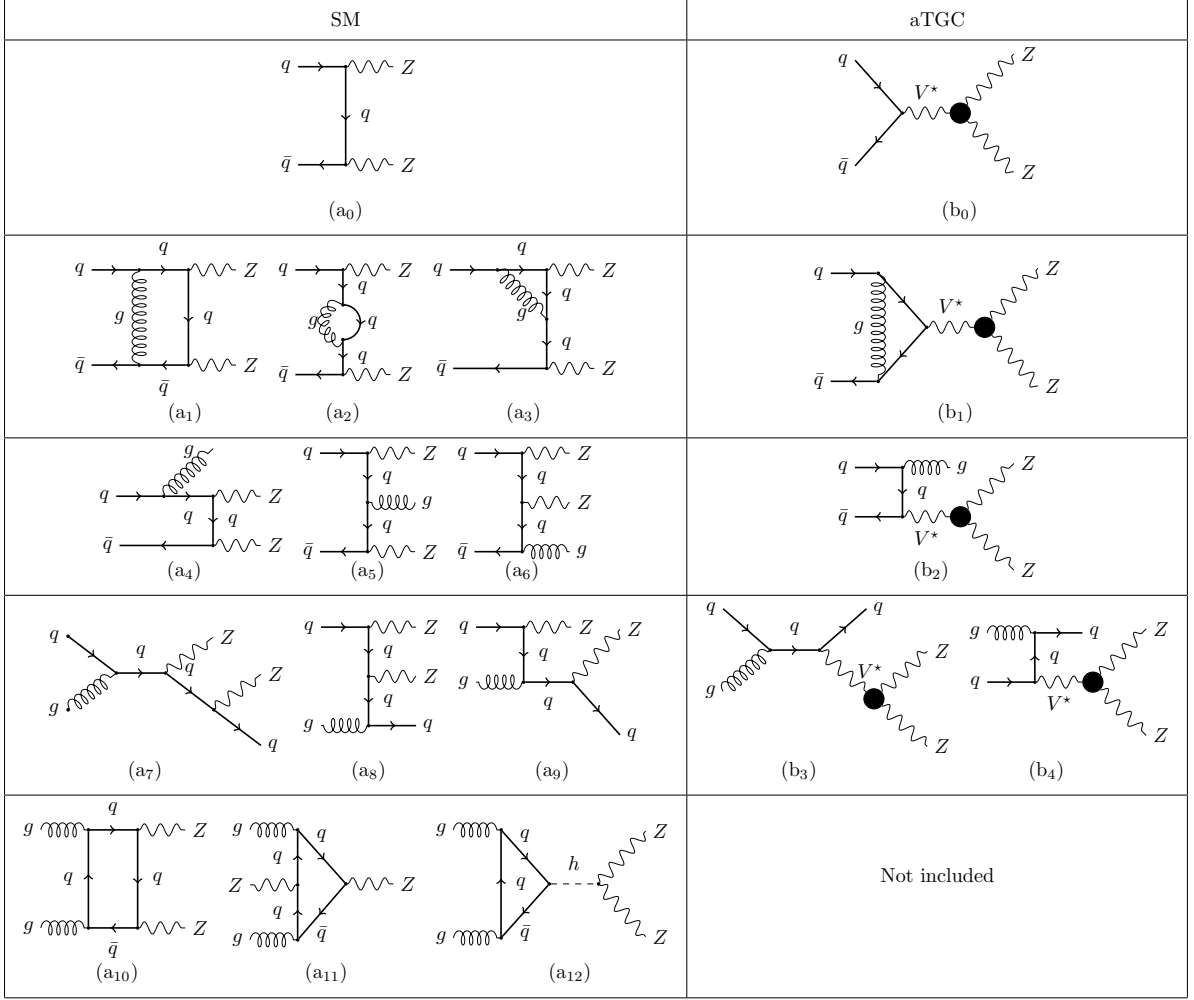 SM aTGC
q Z q V⋆ Z
q
q̄ Z q̄ Z
(a₀) (b₀)
q q Z q Z q q Z q Z
q q V⋆
g q g q g g
q q
q̄ q̄ Z q̄ Z q̄ Z q̄ Z
(a₁) (a₂) (a₃) (b₁)
g q Z q Z q g Z
q Z q q q
q q g Z
q q q̄ V⋆
q̄ Z q̄ Z q̄ g Z
(a₄) (a₅) (a₆) (b₂)
q Z q Z q Z q q g q Z
q q Z q q q q
g Z g V⋆ Z q V⋆
q g q q q g Z Z
(a₇) (a₈) (a₉) (b₃) (b₄)
g q Z g q g q Z
q h
q q Z Z q Not included
q
g q̄ Z g q̄ g q̄ Z
(a₁₀) (a₁₁) (a₁₂)